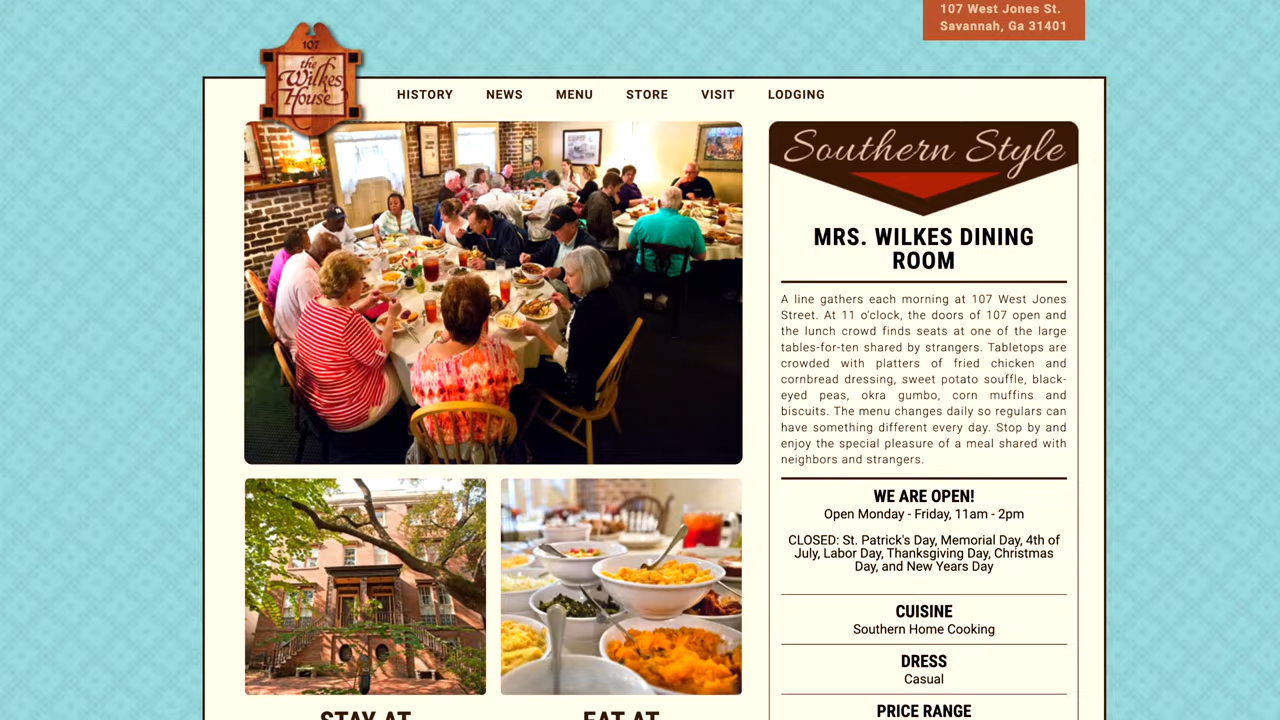 107 West Jones St.
Savannah, Ga 31401
107
the
Wilkes
House
HISTORY NEWS MENU STORE VISIT LODGING
Southern Style
MRS. WILKES DINING
ROOM
A line gathers each morning at 107 West Jones
Street. At 11 o'clock, the doors of 107 open and
the lunch crowd finds seats at one of the large
tables-for-ten shared by strangers. Tabletops are
crowded with platters of fried chicken and
cornbread dressing, sweet potato souffle, black-
eyed peas, okra gumbo, corn muffins and
biscuits. The menu changes daily so regulars can
have something different every day. Stop by and
enjoy the special pleasure of a meal shared with
neighbors and strangers.
WE ARE OPEN!
Open Monday - Friday, 11am - 2pm
CLOSED: St. Patrick's Day, Memorial Day, 4th of
July, Labor Day, Thanksgiving Day, Christmas
Day, and New Years Day
CUISINE
Southern Home Cooking
DRESS
Casual
PRICE RANGE
STAY AT
EAT AT